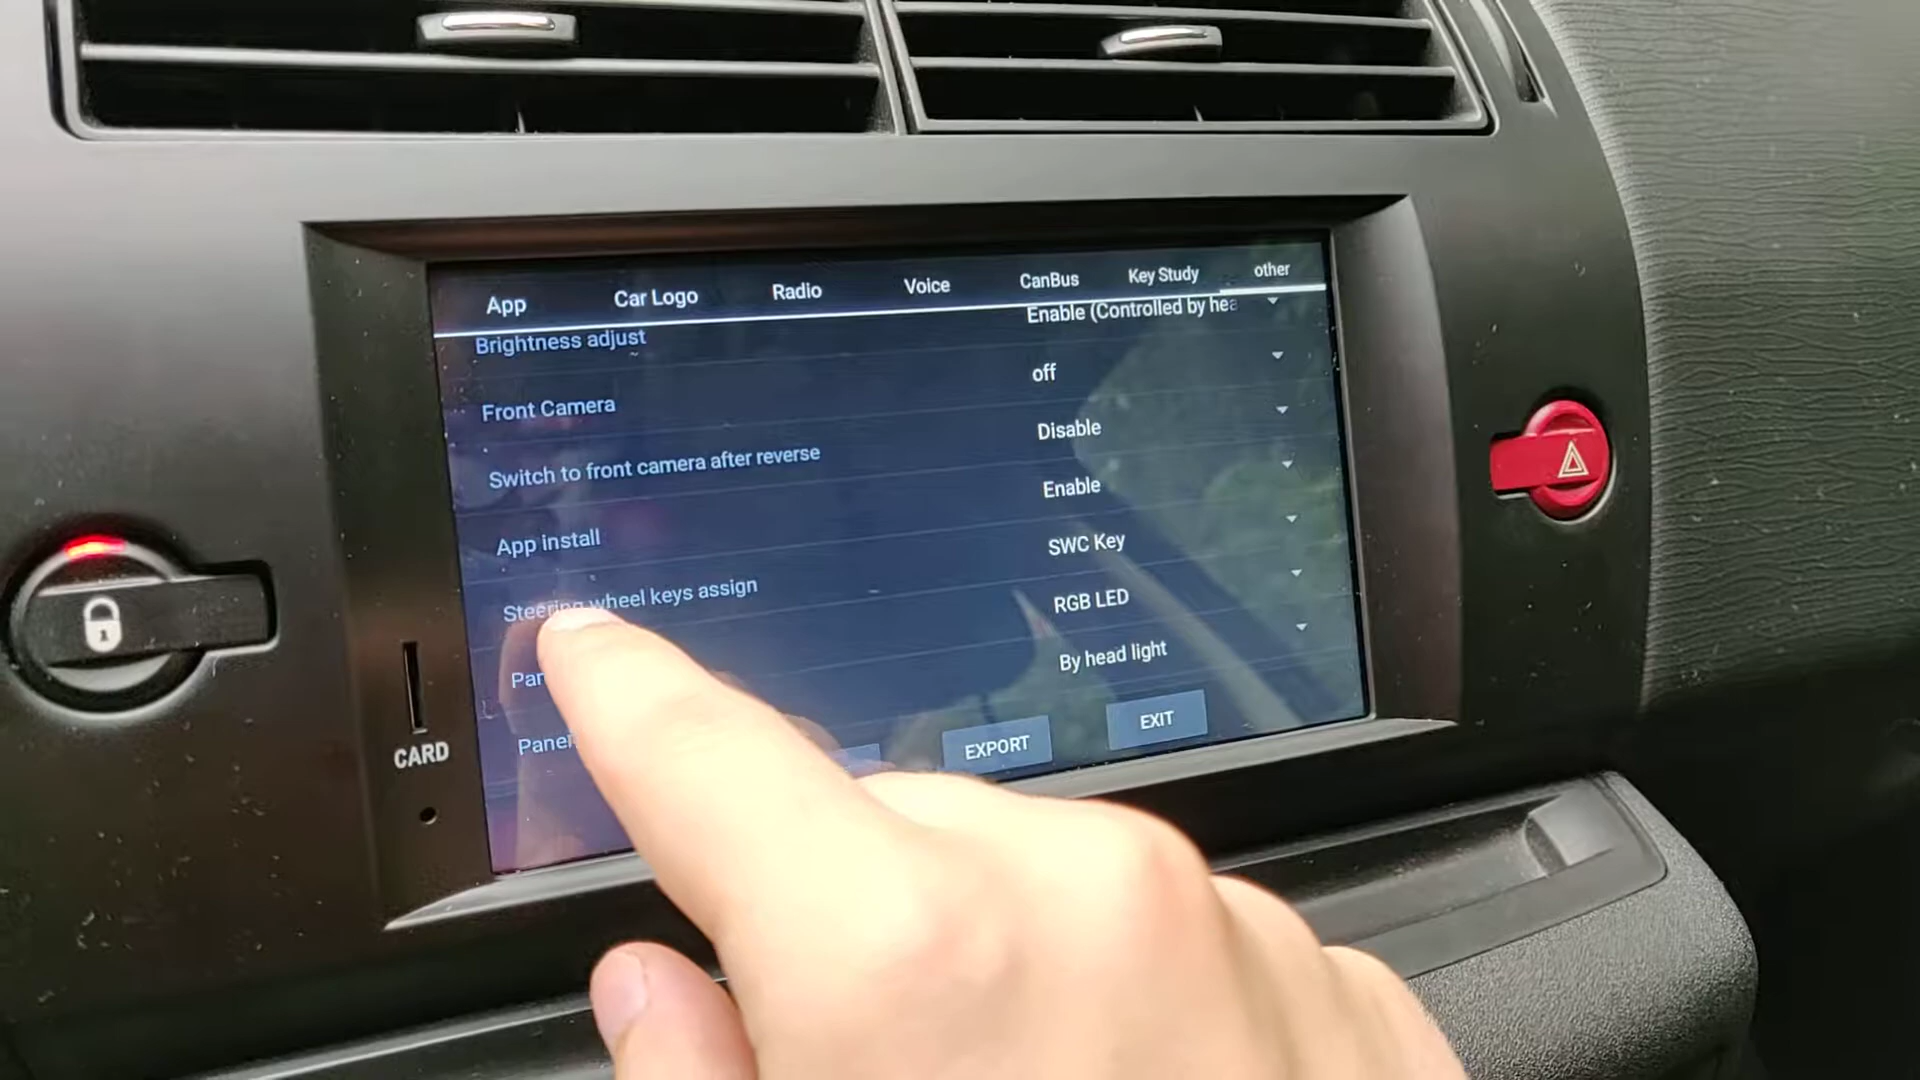 App Car Logo Radio Voice CanBus Key Study other
Brightness adjust Enable (Controlled by hea
Front Camera off
Switch to front camera after reverse Disable
App install Enable
Steering wheel keys assign SWC Key
RGB LED
Panel By head light
EXPORT EXIT
CARD